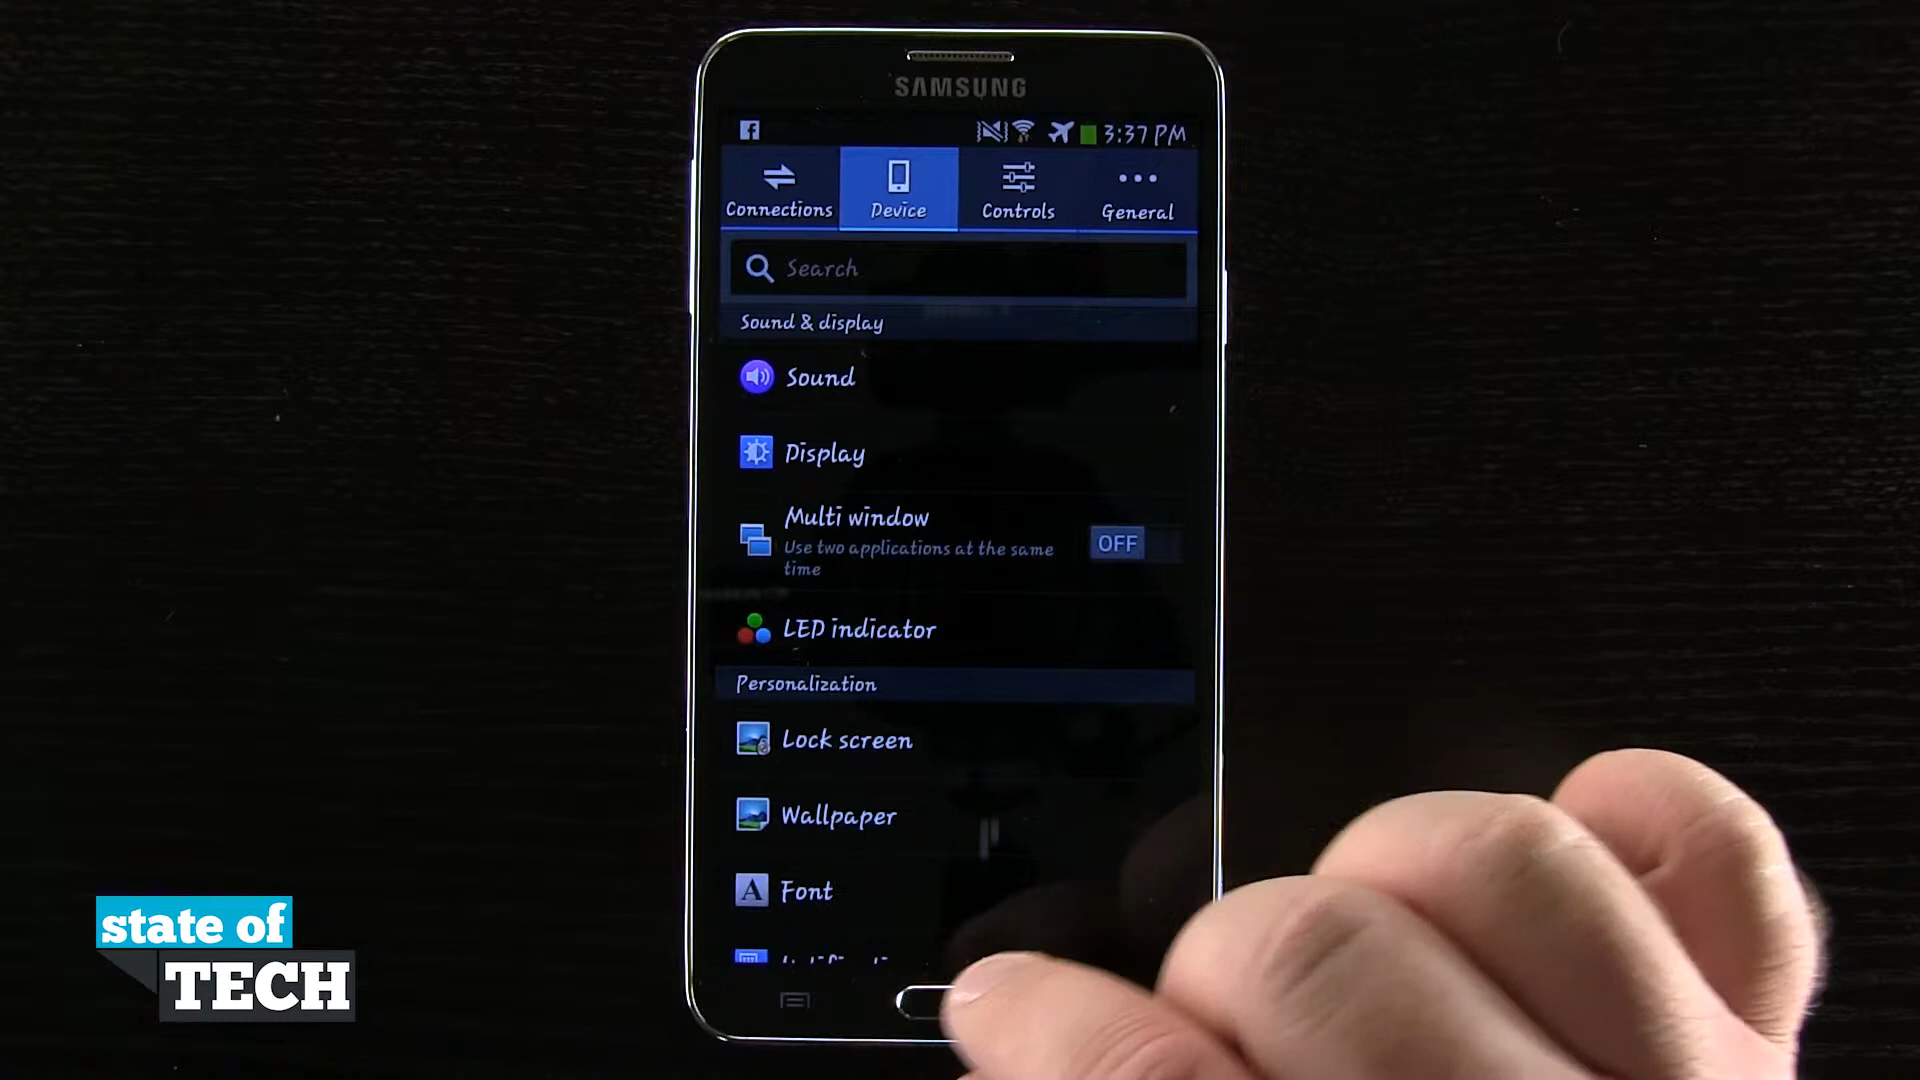 SAMSUNG
3:37 PM
Connections
Device
Controls
General
Search
Sound & display
Sound
Display
Multi window
Use two applications at the same
time
OFF
LED indicator
Personalization
Lock screen
Wallpaper
A Font
state of
TECH